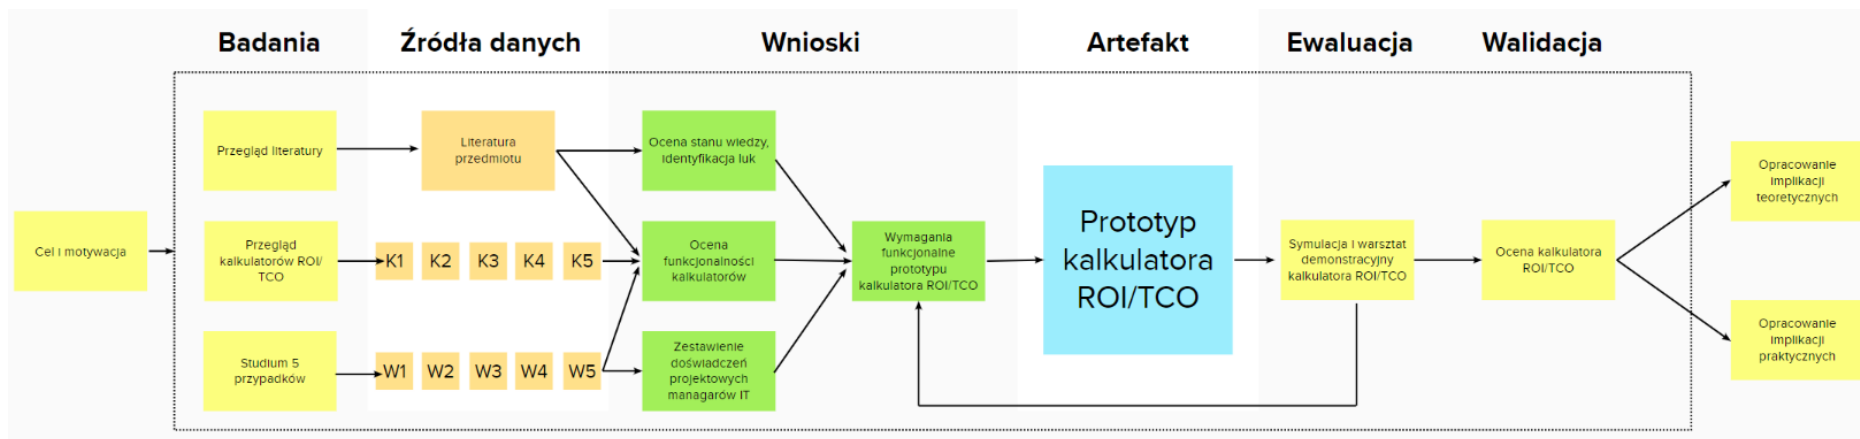 Badania
Źródła danych
Wnioski
Artefakt
Ewaluacja
Walidacja
Cel i motywacja
Przegląd literatury
Przegląd
kalkulatorów ROI/
TCO
Studium 5
przypadków
Literatura
przedmiotu
K1 K2 K3 K4 K5
W1 W2 W3 W4 W5
Ocena stanu wiedzy,
identyfikacja luk
Ocena
funkcjonalności
kalkulatorów
Zestawienie
doświadczeń
projektowych
managarów IT
Wymagania
funkcjonalne
prototypu
kalkulatora ROI/TCO
Prototyp
kalkulatora
ROI/TCO
Symulacja i warsztat
demonstracyjny
kalkulatora ROI/TCO
Ocena kalkulatora
ROI/TCO
Opracowanie
implikacji
teoretycznych
Opracowanie
implikacji
praktycznych